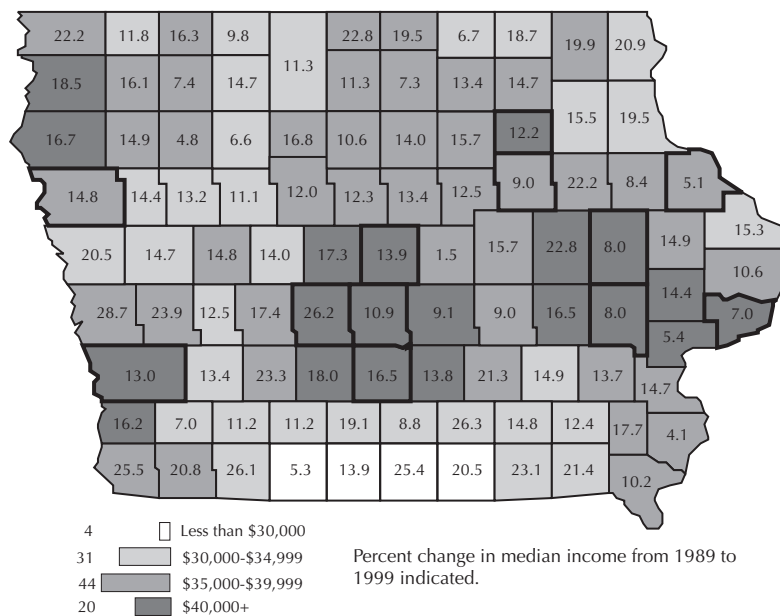 22.2 11.8 16.3 9.8 22.8 19.5 6.7 18.7 19.9 20.9
11.3
18.5 16.1 7.4 14.7 11.3 7.3 13.4 14.7
15.5 19.5
16.7 14.9 4.8 6.6 16.8 10.6 14.0 15.7 12.2
14.8 14.4 13.2 11.1 12.0 12.3 13.4 12.5 9.0 22.2 8.4 5.1
20.5 14.7 14.8 14.0 17.3 13.9 1.5 15.7 22.8 8.0 14.9 15.3
10.6
28.7 23.9 12.5 17.4 26.2 10.9 9.1 9.0 16.5 8.0 14.4 7.0
5.4
13.0 13.4 23.3 18.0 16.5 13.8 21.3 14.9 13.7 14.7
16.2 7.0 11.2 11.2 19.1 8.8 26.3 14.8 12.4 17.7 4.1
25.5 20.8 26.1 5.3 13.9 25.4 20.5 23.1 21.4 10.2
4 Less than $30,000
31 $30,000-$34,999
44 $35,000-$39,999
20 $40,000+
Percent change in median income from 1989 to
1999 indicated.